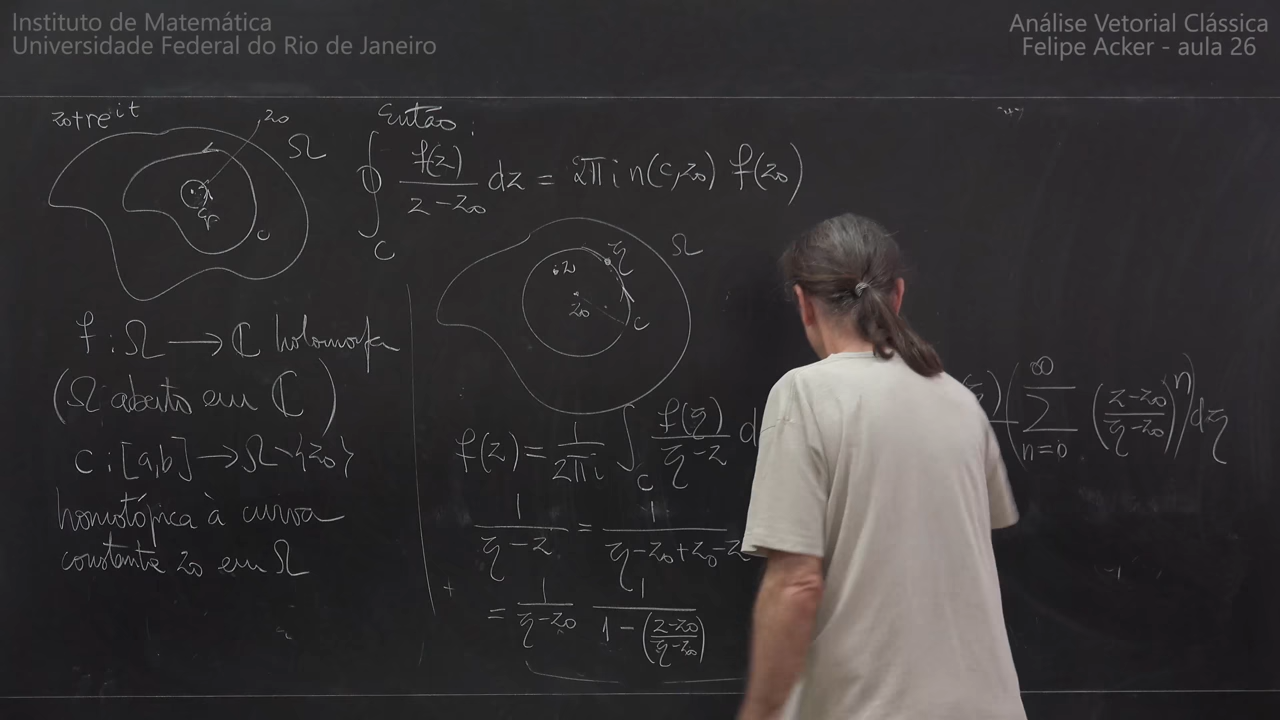 Instituto de Matemática
Universidade Federal do Rio de Janeiro
Análise Vetorial Clássica
Felipe Acker - aula 26
z₀+re^{it}
z₀
Ω
c
Então:
∮_C f(z)/(z-z₀) dz = 2πi n(c,z₀) f(z₀)
f: Ω → ℂ holomorfa
(Ω aberto em ℂ)
c: [a,b] → Ω∖{z₀}
homotópica à curva
constante z₀ em Ω
z
ξ
Ω
z₀
c
f(z) = 1/2πi ∫_C f(ξ)/(ξ-z) d
1/(ξ-z) = 1/(ξ-z₀+z₀-z
= 1/(ξ-z₀) 1/(1-((z-z₀)/(ξ-z₀)))
(∑_{n=0}^{∞} ((z-z₀)/(ξ-z₀))^n) dξ